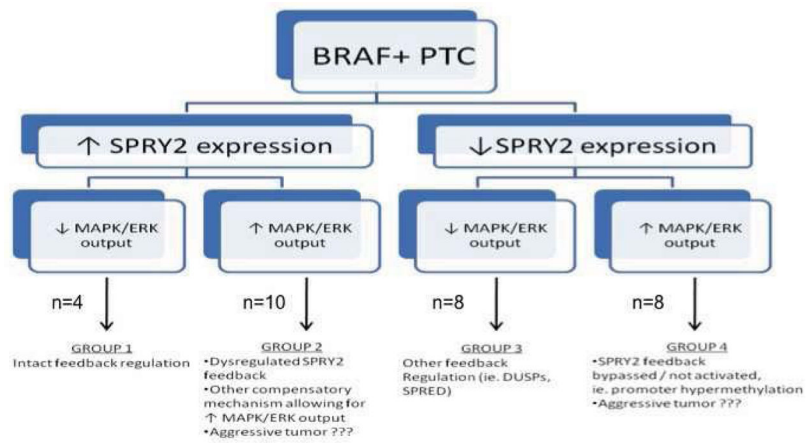 BRAF+ PTC
↑ SPRY2 expression
↓ SPRY2 expression
↓ MAPK/ERK
output
↑ MAPK/ERK
output
↓ MAPK/ERK
output
↑ MAPK/ERK
output
n=4
n=10
n=8
n=8
GROUP 1
Intact feedback regulation
GROUP 2
•Dysregulated SPRY2
feedback
•Other compensatory
mechanism allowing for
↑ MAPK/ERK output
•Aggressive tumor ???
GROUP 3
Other feedback
Regulation (ie. DUSPs,
SPRED)
GROUP 4
•SPRY2 feedback
bypassed / not activated,
ie. promoter hypermethylation
•Aggressive tumor ???